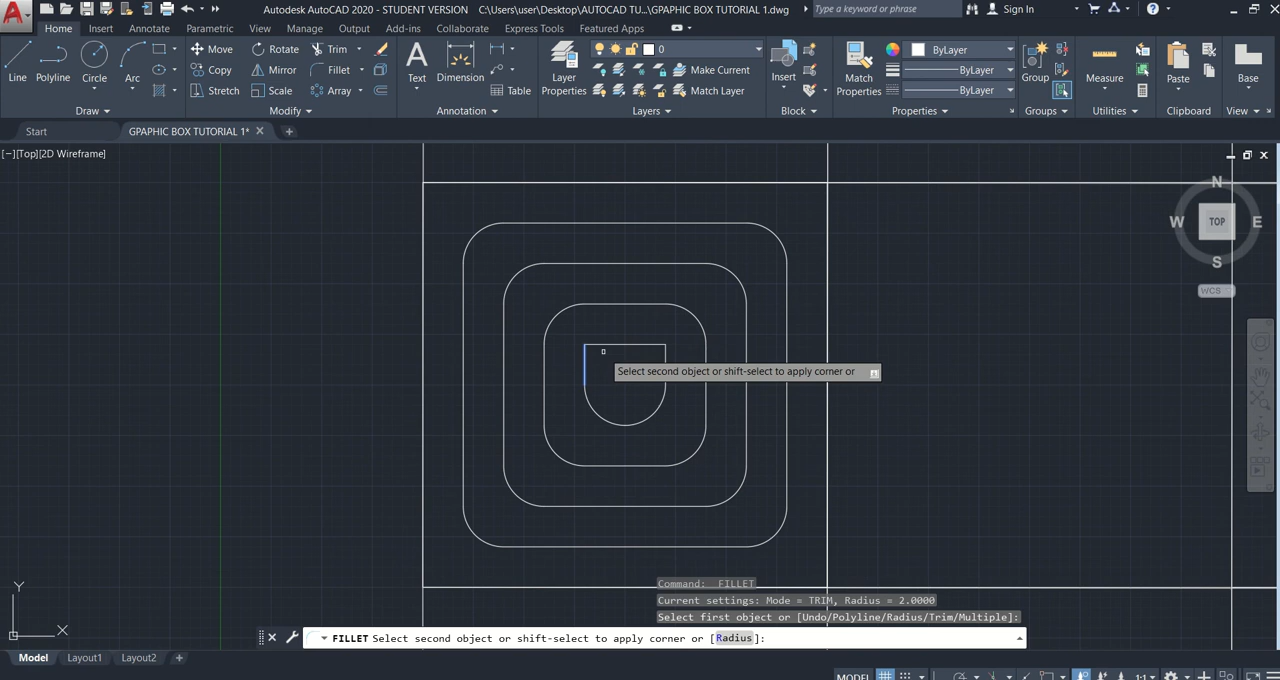 Autodesk AutoCAD 2020 - STUDENT VERSION C:\Users\user\Desktop\AUTOCAD TU...\GPAPHIC BOX TUTORIAL 1.dwg Type a keyword or phrase Sign In
Home Insert Annotate Parametric View Manage Output Add-ins Collaborate Express Tools Featured Apps
Line Polyline Circle Arc
Move Rotate Trim
Copy Mirror Fillet
Stretch Scale Array
Text Dimension Table
Layer Properties
0
Make Current
Match Layer
Insert
Match Properties
ByLayer
ByLayer
ByLayer
Group
Measure
Paste
Base
Draw Modify Annotation Layers Block Properties Groups Utilities Clipboard View
Start GPAPHIC BOX TUTORIAL 1*
[−][Top][2D Wireframe]
N
W TOP E
S
WCS
Select second object or shift-select to apply corner or
Y
X
Command: FILLET
Current settings: Mode = TRIM, Radius = 2.0000
Select first object or [Undo/Polyline/Radius/Trim/Multiple]:
FILLET Select second object or shift-select to apply corner or [Radius]:
Model Layout1 Layout2
MODEL 1:1